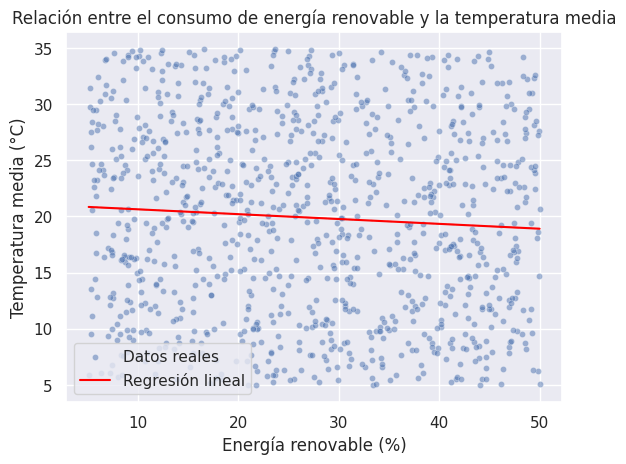 Relación entre el consumo de energía renovable y la temperatura media
Temperatura media (°C)
35
30
25
20
15
10
5
Datos reales
Regresión lineal
10
20
30
40
50
Energía renovable (%)